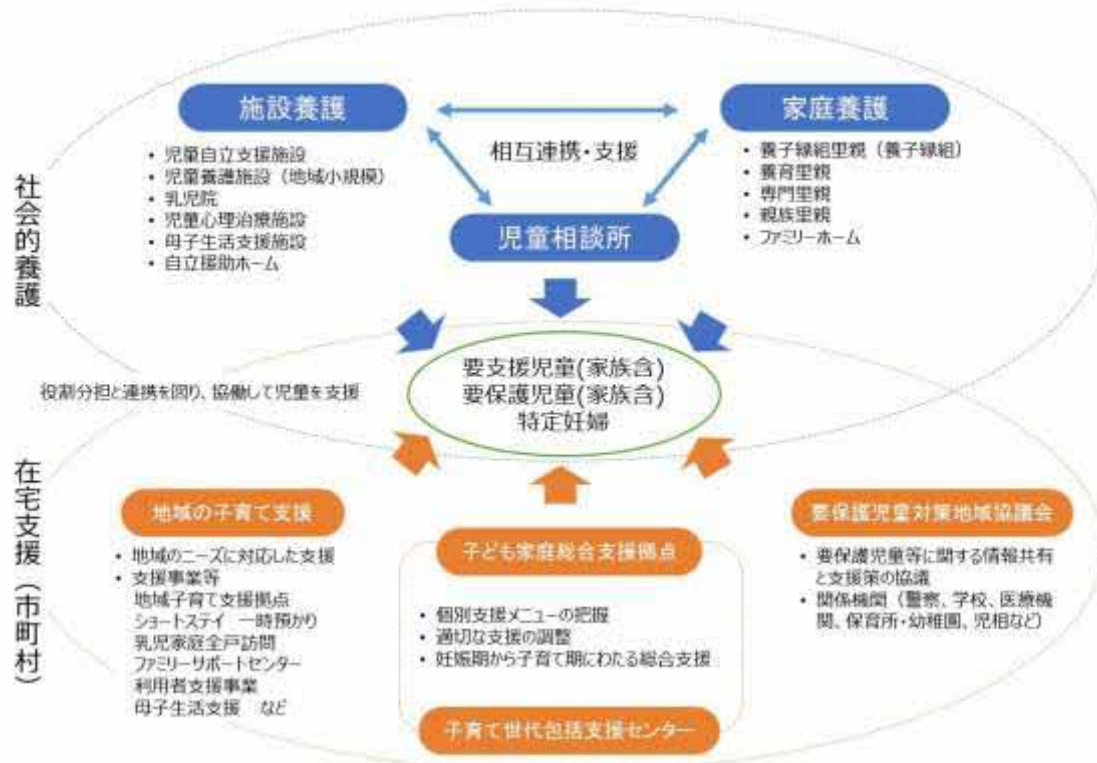 施設養護
・児童自立支援施設
・児童養護施設（地域小規模）
・乳児院
・児童心理治療施設
・母子生活支援施設
・自立援助ホーム
相互連携・支援
家庭養護
・養子縁組里親（養子縁組）
・養育里親
・専門里親
・親族里親
・ファミリーホーム
児童相談所
社会的養護
要支援児童(家族含)
要保護児童(家族含)
特定妊婦
役割分担と連携を図り、協働して児童を支援
在宅支援（市町村）
地域の子育て支援
・地域のニーズに対応した支援
・支援事業等
地域子育て支援拠点
ショートステイ　一時預かり
乳児家庭全戸訪問
ファミリーサポートセンター
利用者支援事業
母子生活支援　など
子ども家庭総合支援拠点
・個別支援メニューの把握
・適切な支援の調整
・妊娠期から子育て期にわたる総合支援
子育て世代包括支援センター
要保護児童対策地域協議会
・要保護児童等に関する情報共有
と支援策の協議
・関係機関（警察、学校、医療機
関、保育所・幼稚園、児相など）